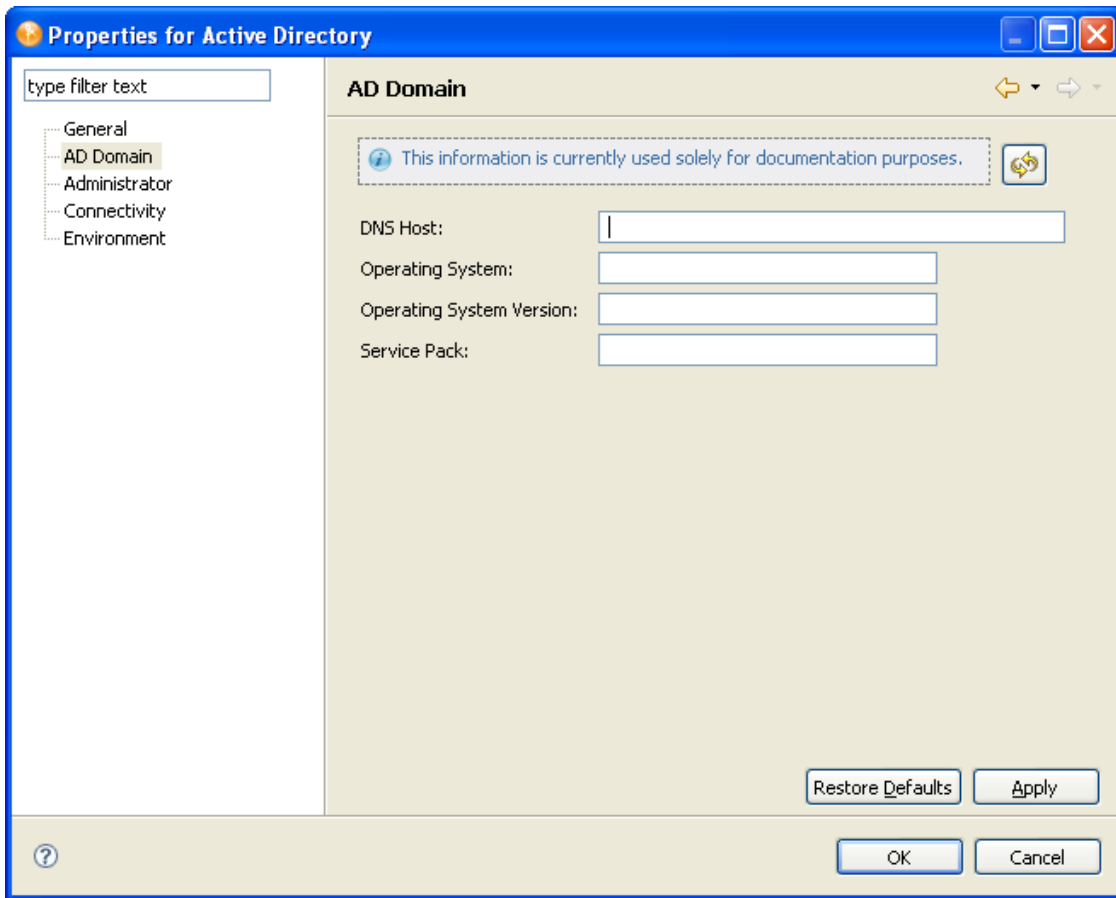 Properties for Active Directory
type filter text
General
AD Domain
Administrator
Connectivity
Environment
AD Domain
This information is currently used solely for documentation purposes.
DNS Host:
Operating System:
Operating System Version:
Service Pack:
Restore Defaults
Apply
OK
Cancel